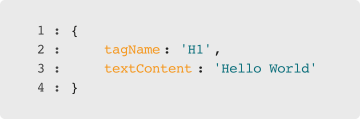 1 : {
2 :     tagName : 'H1',
3 :     textContent : 'Hello World'
4 : }